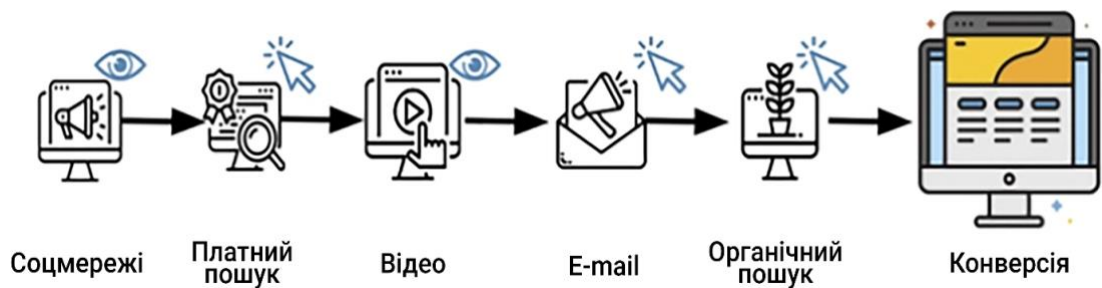 Соцмережі
Платний
пошук
Відео
E-mail
Органічний
пошук
Конверсія